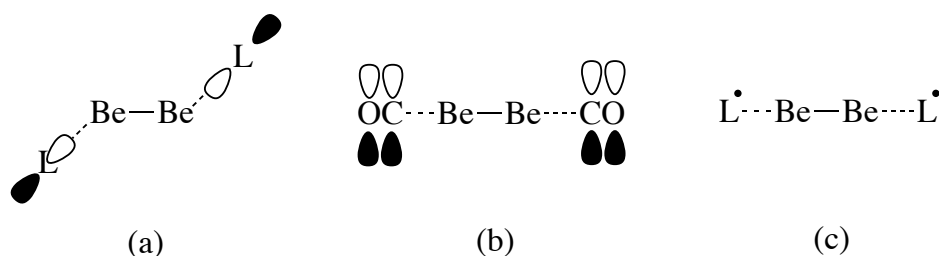 L
Be — Be
L
OC --- Be — Be ---- CO
L• --- Be — Be ---- L•
(a)
(b)
(c)